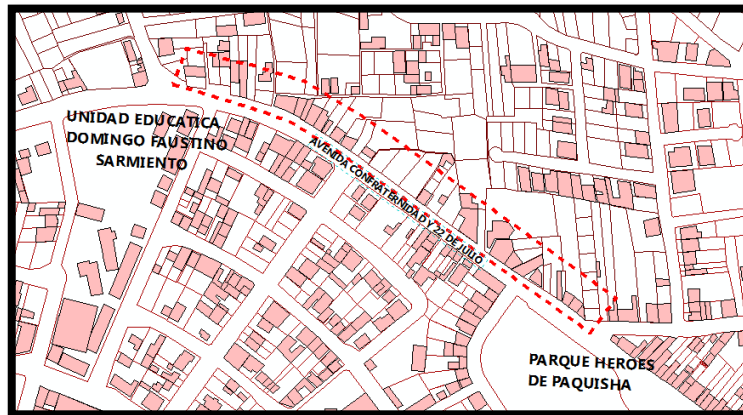 UNIDAD EDUCATICA
DOMINGO FAUSTINO
SARMIENTO
AVENIDA CONFRATERNIDAD Y 22 DE JULIO
PARQUE HEROES
DE PAQUISHA